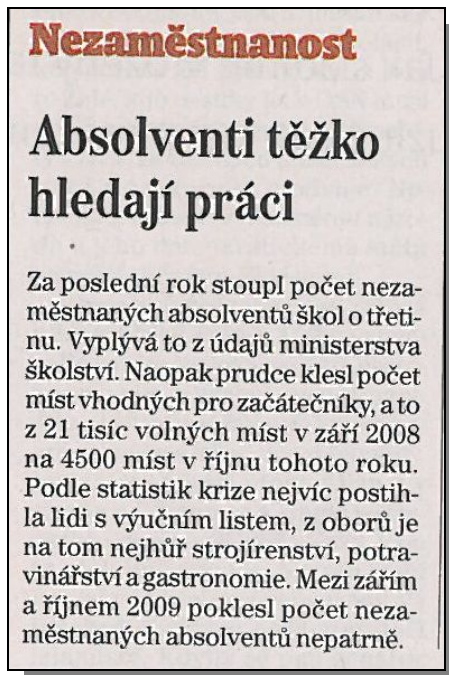 Nezaměstnanost
Absolventi těžko
hledají práci
Za poslední rok stoupl počet neza-
městnaných absolventů škol o třeti-
nu. Vyplývá to z údajů ministerstva
školství. Naopak prudce klesl počet
míst vhodných pro začátečníky, a to
z 21 tisíc volných míst v září 2008
na 4500 míst v říjnu tohoto roku.
Podle statistik krize nejvíc postih-
la lidi s výučním listem, z oborů je
na tom nejhůř strojírenství, potra-
vinářství a gastronomie. Mezi zářím
a říjnem 2009 poklesl počet neza-
městnaných absolventů nepatrně.